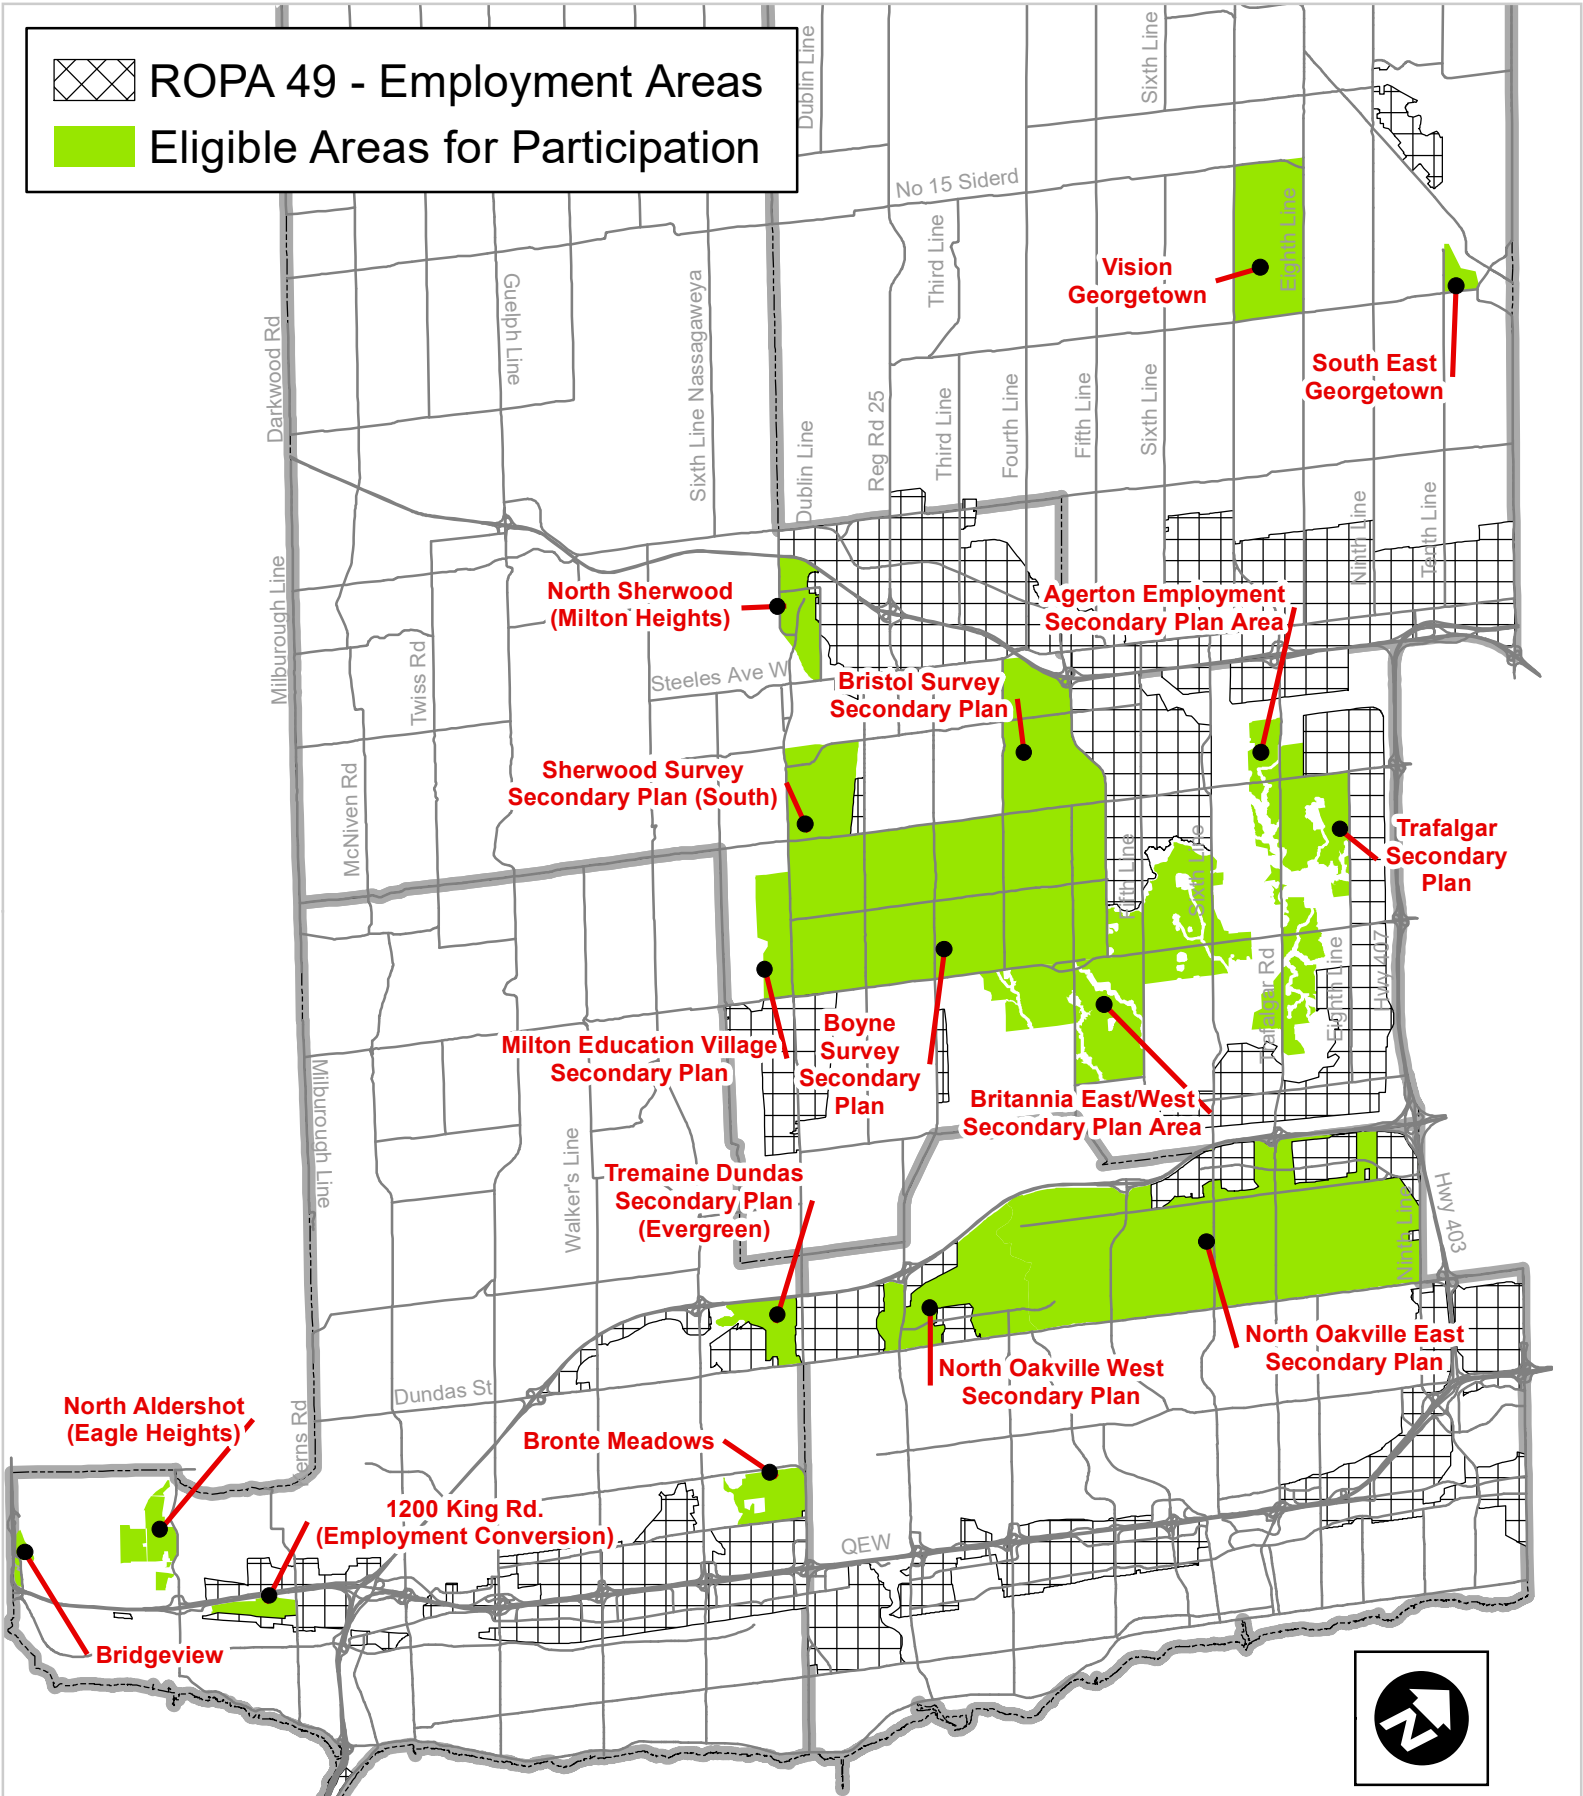 ROPA 49 - Employment Areas
Eligible Areas for Participation
Dublin Line
Sixth Line
No 15 Siderd
Third Line
Eighth Line
Vision
Georgetown
South East
Georgetown
Guelph Line
Sixth Line Nassagaweya
Darkwood Rd
Dublin Line
Reg Rd 25
Third Line
Fourth Line
Fifth Line
Sixth Line
Ninth Line
Tenth Line
Milborough Line
North Sherwood
(Milton Heights)
Agerton Employment
Secondary Plan Area
Twiss Rd
Steeles Ave W
Bristol Survey
Secondary Plan
Sherwood Survey
Secondary Plan (South)
McNiven Rd
Trafalgar
Secondary
Plan
Fifth Line
Sixth Line
Trafalgar Rd
Eighth Line
Hwy 407
Milton Education Village
Secondary Plan
Boyne
Survey
Secondary
Plan
Britannia East/West
Secondary Plan Area
Milburough Line
Walker's Line
Tremaine Dundas
Secondary Plan
(Evergreen)
Ninth Line
Hwy 403
North Oakville East
Secondary Plan
North Oakville West
Secondary Plan
Dundas St
North Aldershot
(Eagle Heights)
erns Rd
Bronte Meadows
1200 King Rd.
(Employment Conversion)
QEW
Bridgeview
N